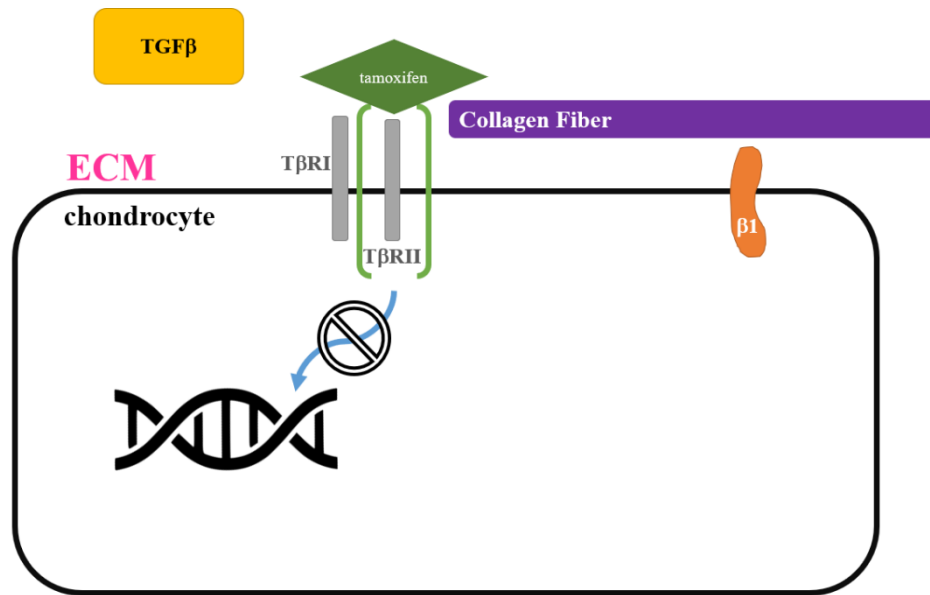 TGFβ
tamoxifen
Collagen Fiber
TβRI
ECM
chondrocyte
β1
TβRII